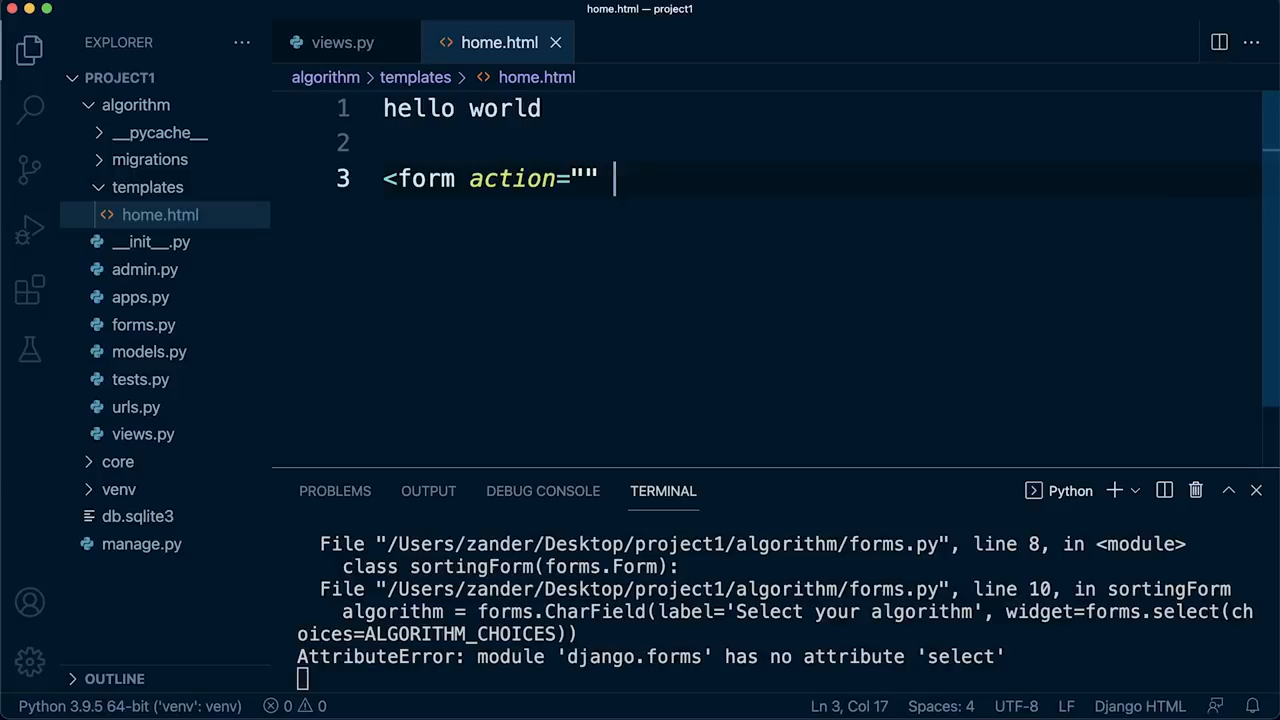 home.html — project1
EXPLORER
views.py
home.html
PROJECT1
algorithm > templates > home.html
algorithm
__pycache__
migrations
templates
home.html
__init__.py
admin.py
apps.py
forms.py
models.py
tests.py
urls.py
views.py
core
venv
db.sqlite3
manage.py
OUTLINE
1 hello world
2
3 <form action=""
PROBLEMS OUTPUT DEBUG CONSOLE TERMINAL
Python
File "/Users/zander/Desktop/project1/algorithm/forms.py", line 8, in <module>
class sortingForm(forms.Form):
File "/Users/zander/Desktop/project1/algorithm/forms.py", line 10, in sortingForm
algorithm = forms.CharField(label='Select your algorithm', widget=forms.select(ch
oices=ALGORITHM_CHOICES))
AttributeError: module 'django.forms' has no attribute 'select'
Python 3.9.5 64-bit ('venv': venv) 0 0 Ln 3, Col 17 Spaces: 4 UTF-8 LF Django HTML